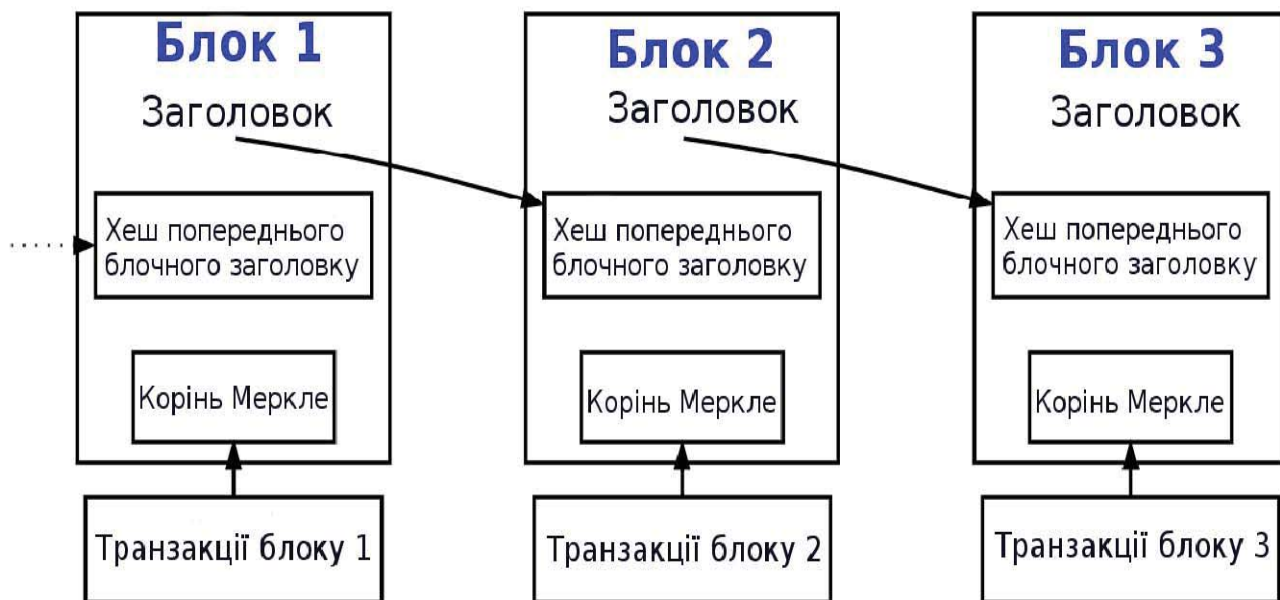 Блок 1
Заголовок
Хеш попереднього
блочного заголовку
Корінь Меркле
Транзакції блоку 1
Блок 2
Заголовок
Хеш попереднього
блочного заголовку
Корінь Меркле
Транзакції блоку 2
Блок 3
Заголовок
Хеш попереднього
блочного заголовку
Корінь Меркле
Транзакції блоку 3